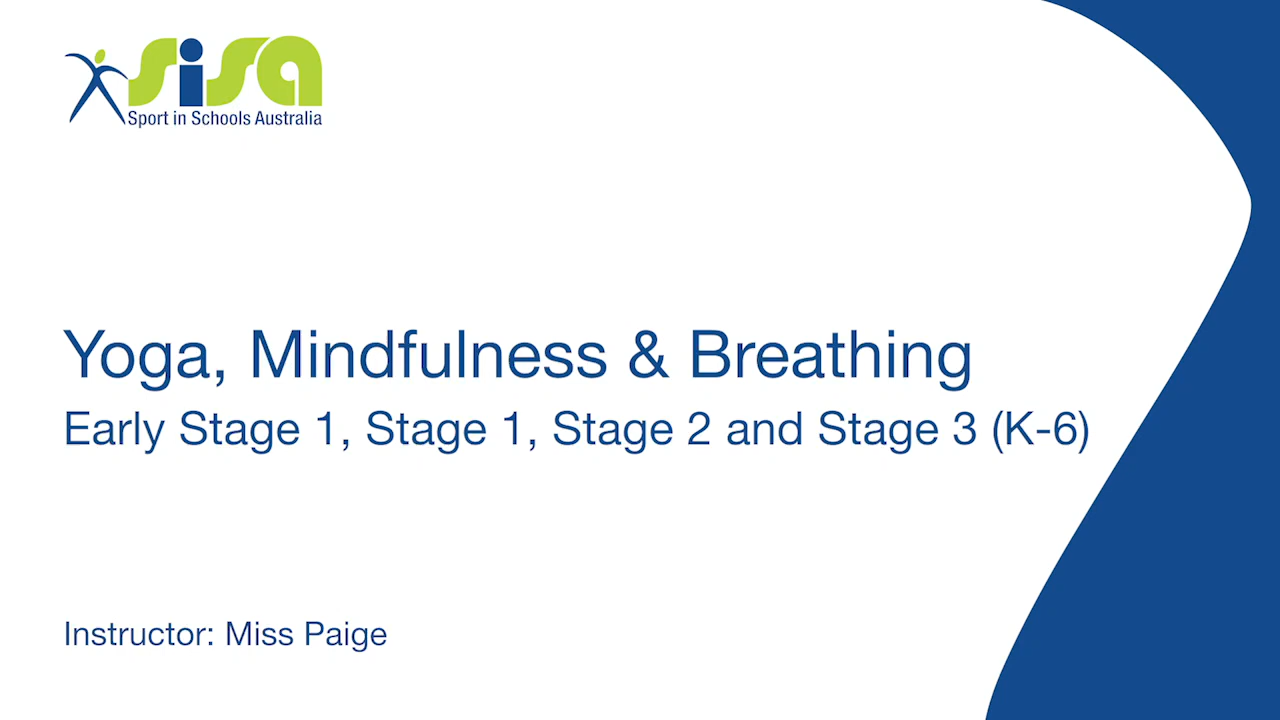 sisa
Sport in Schools Australia
Yoga, Mindfulness & Breathing
Early Stage 1, Stage 1, Stage 2 and Stage 3 (K-6)
Instructor: Miss Paige